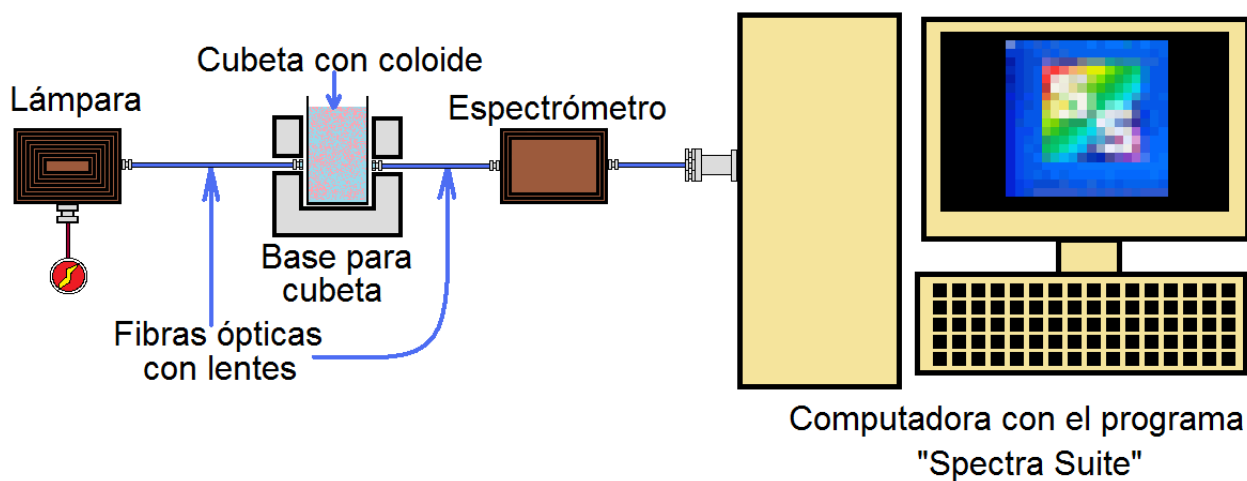 Cubeta con coloide
Lámpara
Espectrómetro
Base para
cubeta
Fibras ópticas
con lentes
Computadora con el programa
"Spectra Suite"